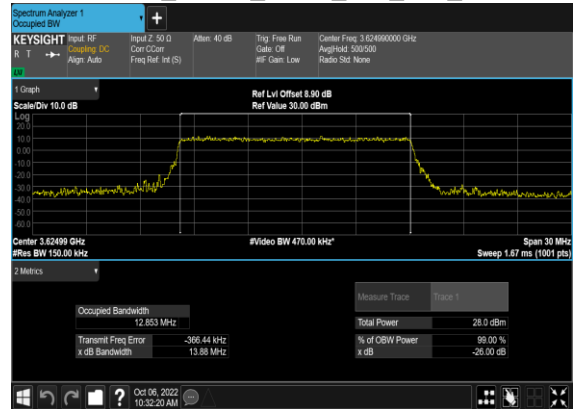 Spectrum Analyzer 1
Occupied BW
+
KEYSIGHT Input: RF Input Z: 50 Ω Atten: 40 dB Trig: Free Run Center Freq: 3.624990000 GHz
R T Coupling: DC Corr CCorr Gate: Off Avg|Hold: 500/500
Align: Auto Freq Ref: Int (S) #IF Gain: Low Radio Std: None
1 Graph
Ref Lvl Offset 8.90 dB
Scale/Div 10.0 dB Ref Value 30.00 dBm
Log
20.0
10.0
0.00
-10.0
-20.0
-30.0
-40.0
-50.0
-60.0
Center 3.62499 GHz #Video BW 470.00 kHz* Span 30 MHz
#Res BW 150.00 kHz Sweep 1.67 ms (1001 pts)
2 Metrics
Measure Trace Trace 1
Occupied Bandwidth
12.853 MHz Total Power 28.0 dBm
Transmit Freq Error -366.44 kHz % of OBW Power 99.00 %
x dB Bandwidth 13.88 MHz x dB -26.00 dB
? Oct 06, 2022
10:32:20 AM